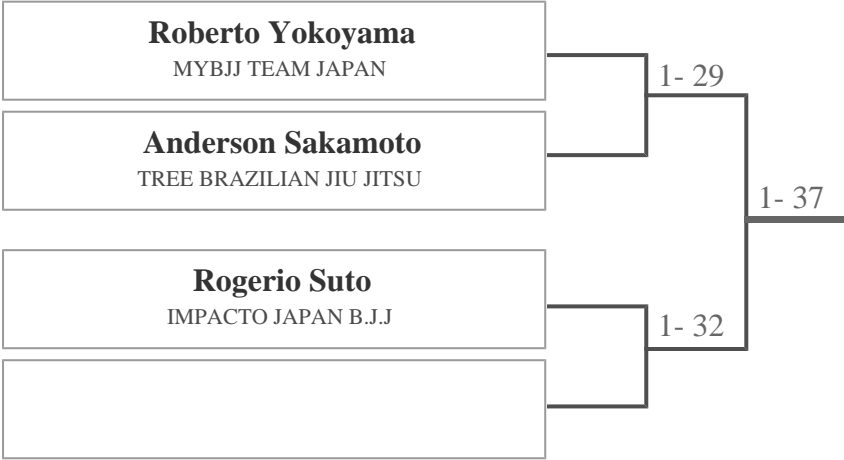 Roberto Yokoyama
MYBJJ TEAM JAPAN
1- 29
Anderson Sakamoto
TREE BRAZILIAN JIU JITSU
1- 37
Rogerio Suto
IMPACTO JAPAN B.J.J
1- 32